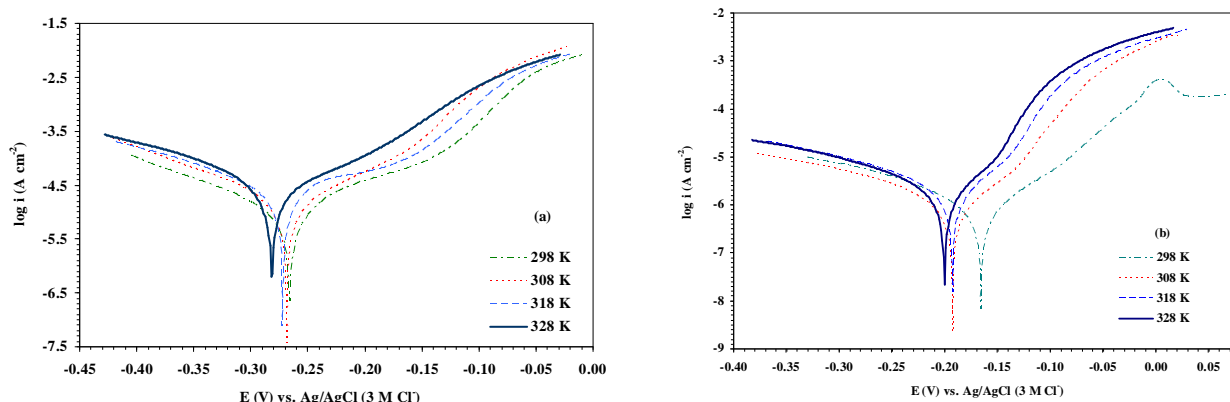 -1.5
-2.5
-3.5
-4.5
-5.5
-6.5
-7.5
log i (A cm-2)
(a)
298 K
308 K
318 K
328 K
-0.45 -0.40 -0.35 -0.30 -0.25 -0.20 -0.15 -0.10 -0.05 0.00
E (V) vs. Ag/AgCl (3 M Cl-)
-2
-3
-4
-5
-6
-7
-8
-9
log i (A cm-2)
(b)
298 K
308 K
318 K
328 K
-0.40 -0.35 -0.30 -0.25 -0.20 -0.15 -0.10 -0.05 0.00 0.05
E (V) vs. Ag/AgCl (3 M Cl-)